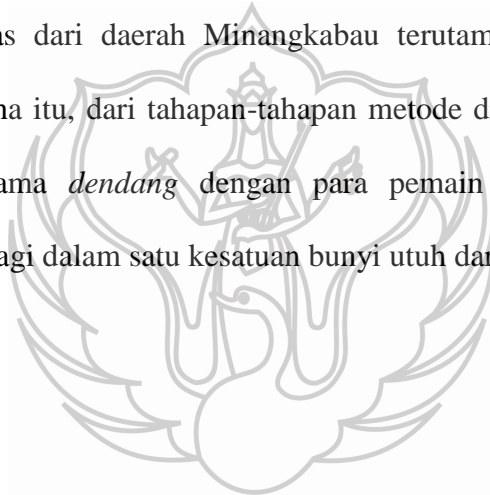 as dari daerah Minangkabau terutam
na itu, dari tahapan-tahapan metode d
ama dendang dengan para pemain
agi dalam satu kesatuan bunyi utuh dar